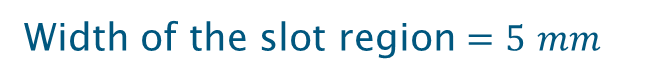 Width of the slot region = 5 mm